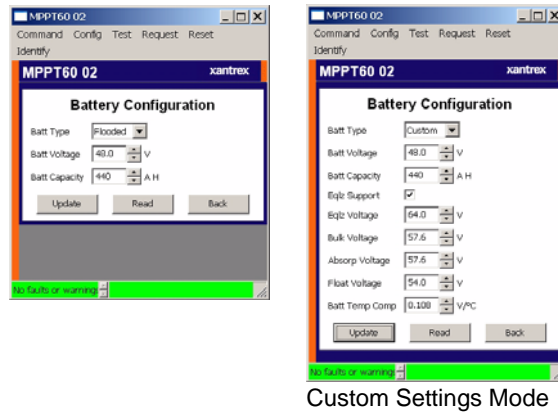 MPPT60 02
Command Config Test Request Reset
Identify
MPPT60 02 xantrex
Battery Configuration
Batt Type Flooded
Batt Voltage 48.0 V
Batt Capacity 440 A H
Update Read Back
No faults or warnings
MPPT60 02
Command Config Test Request Reset
Identify
MPPT60 02 xantrex
Battery Configuration
Batt Type Custom
Batt Voltage 48.0 V
Batt Capacity 440 A H
Eqlz Support
Eqlz Voltage 64.0 V
Bulk Voltage 57.6 V
Absorp Voltage 57.6 V
Float Voltage 54.0 V
Batt Temp Comp 0.108 V/ºC
Update Read Back
No faults or warnings
Custom Settings Mode